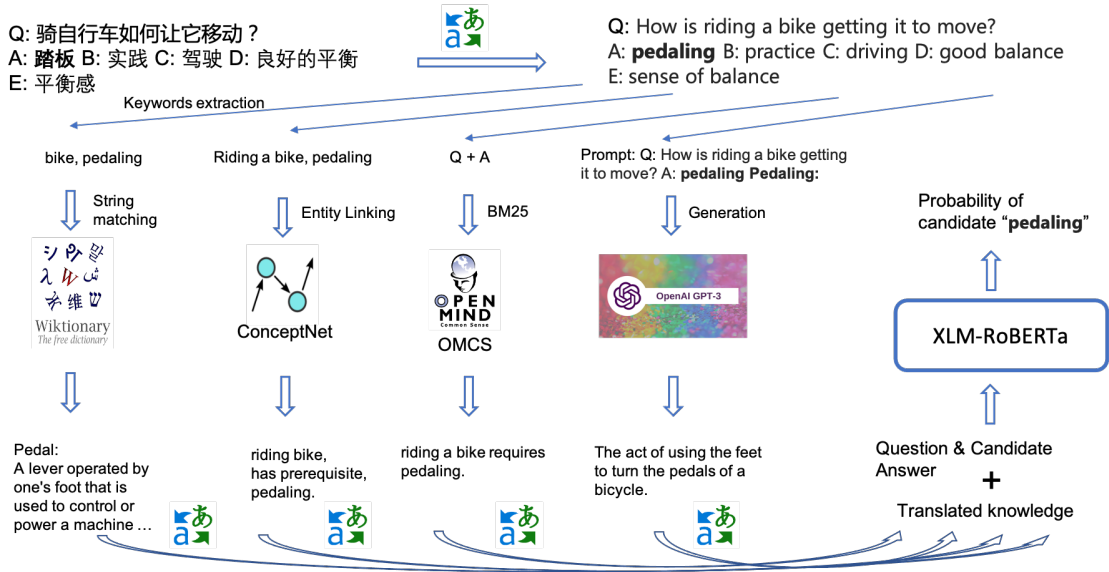 Q: 骑自行车如何让它移动？
A: 踏板 B: 实践 C: 驾驶 D: 良好的平衡
E: 平衡感
あ
a
Q: How is riding a bike getting it to move?
A: pedaling B: practice C: driving D: good balance
E: sense of balance
Keywords extraction
bike, pedaling
Riding a bike, pedaling
Q + A
Prompt: Q: How is riding a bike getting
it to move? A: pedaling Pedaling:
String
matching
Entity Linking
BM25
Generation
Probability of
candidate “pedaling”
W
维
Wiktionary
The free dictionary
ConceptNet
OPEN
MIND
Common Sense
OMCS
OpenAI GPT-3
XLM-RoBERTa
Pedal:
A lever operated by
one's foot that is
used to control or
power a machine …
riding bike,
has prerequisite,
pedaling.
riding a bike requires
pedaling.
The act of using the feet
to turn the pedals of a
bicycle.
Question & Candidate
Answer
+
Translated knowledge
あ
a
あ
a
あ
a
あ
a